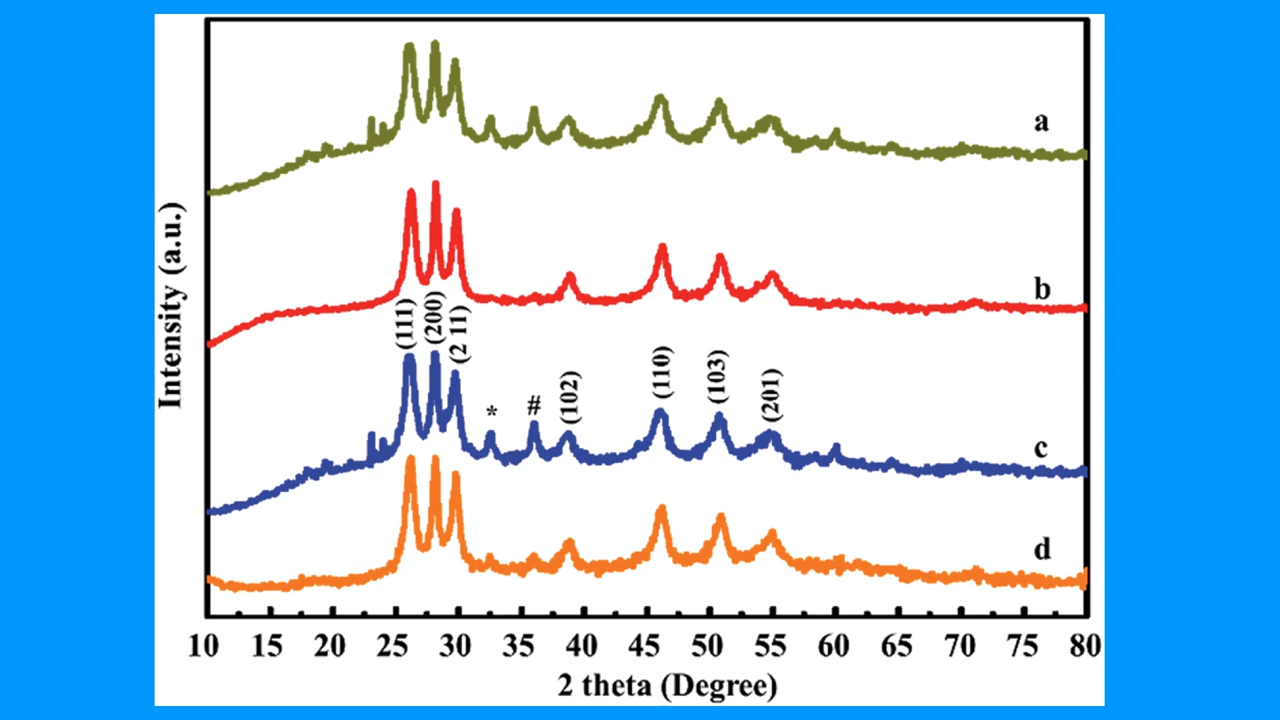 a
b
(111)
(200)
(2 11)
*
#
(102)
(110)
(103)
(201)
c
d
Intensity (a.u.)
10 15 20 25 30 35 40 45 50 55 60 65 70 75 80
2 theta (Degree)